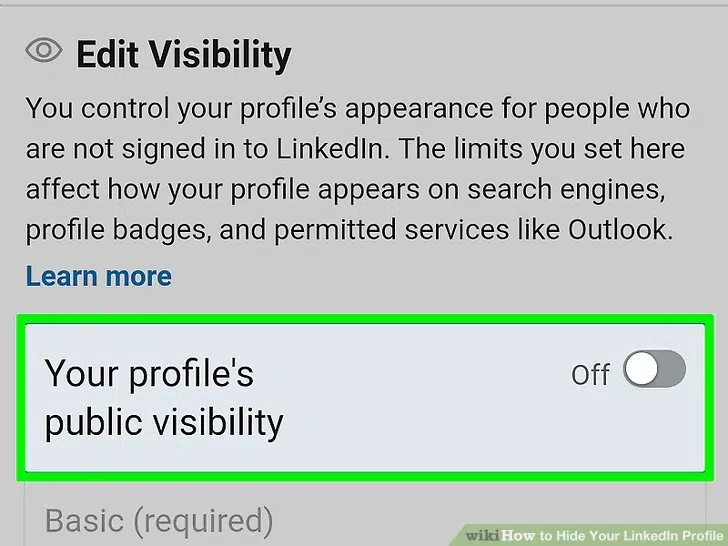 Edit Visibility
You control your profile’s appearance for people who
are not signed in to LinkedIn. The limits you set here
affect how your profile appears on search engines,
profile badges, and permitted services like Outlook.
Learn more
Your profile's
public visibility
Off
Basic (required)
wikiHow to Hide Your LinkedIn Profile